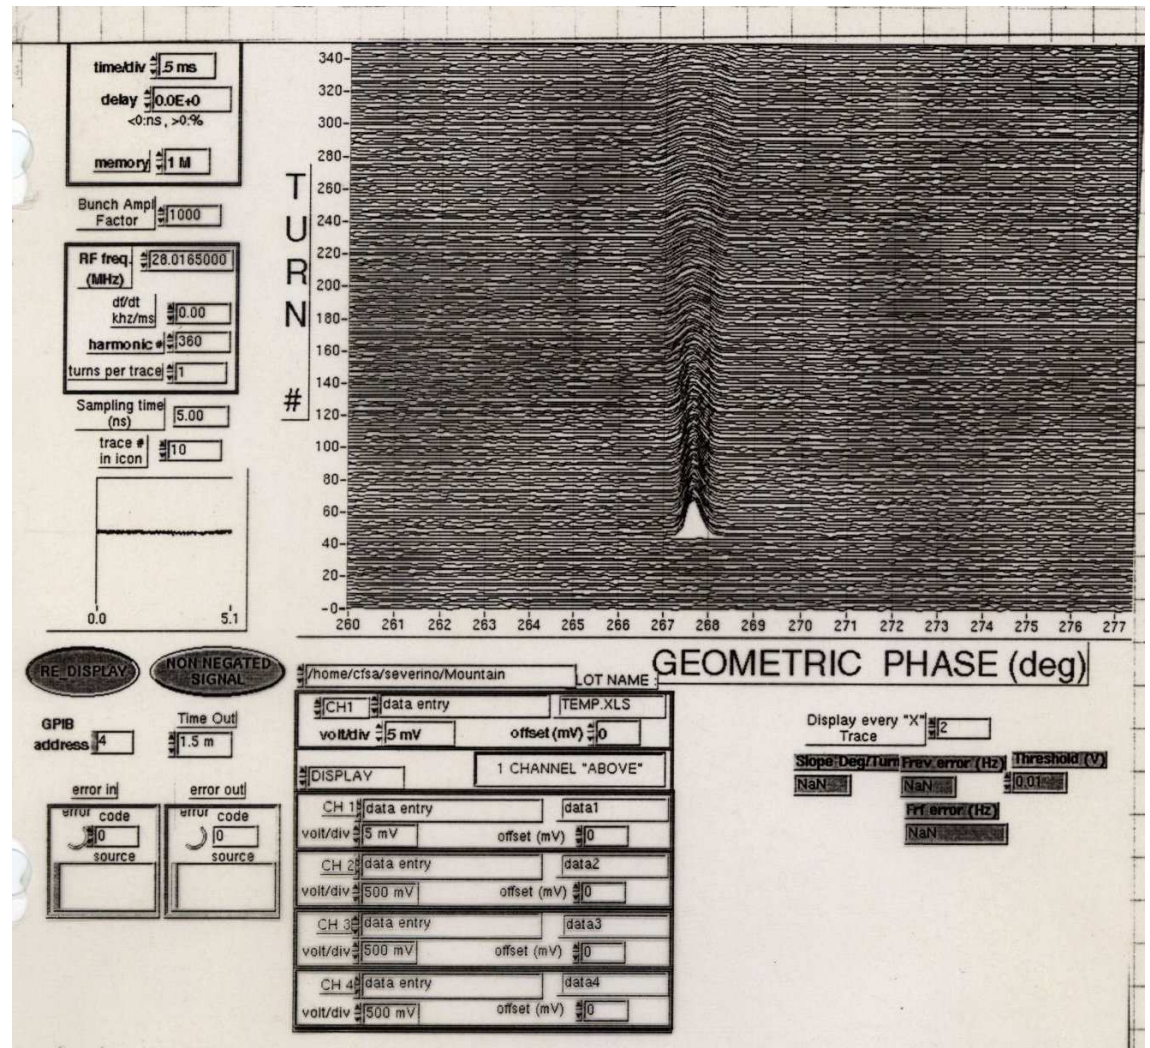 time/div .5 ms
delay 0.0E+0
<0:ns, >0:%
memory 1 M
Bunch Ampl
Factor 1000
RF freq.
(MHz) 28.0165000
df/dt
khz/ms 0.00
harmonic # 360
turns per trace 1
Sampling time
(ns) 5.00
trace #
in icon 10
0.0 5.1
TURN #
340
320
300
280
260
240
220
200
180
160
140
120
100
80
60
40
20
0
260 261 262 263 264 265 266 267 268 269 270 271 272 273 274 275 276 277
GEOMETRIC PHASE (deg)
RE_DISPLAY
NON NEGATED
SIGNAL
GPIB
address 4
Time Out
1.5 m
error in
error code
0
source
error out
error code
0
source
/home/cfsa/severino/Mountain
LOT NAME :
CH1 data entry TEMP.XLS
volt/div 5 mV offset (mV) 0
DISPLAY
1 CHANNEL "ABOVE"
CH 1 data entry data1
volt/div 5 mV offset (mV) 0
CH 2 data entry data2
volt/div 500 mV offset (mV) 0
CH 3 data entry data3
volt/div 500 mV offset (mV) 0
CH 4 data entry data4
volt/div 500 mV offset (mV) 0
Display every "X"
Trace 2
Slope Deg/Turn Frev error (Hz) Threshold (V)
NaN NaN 0.01
Frf error (Hz)
NaN